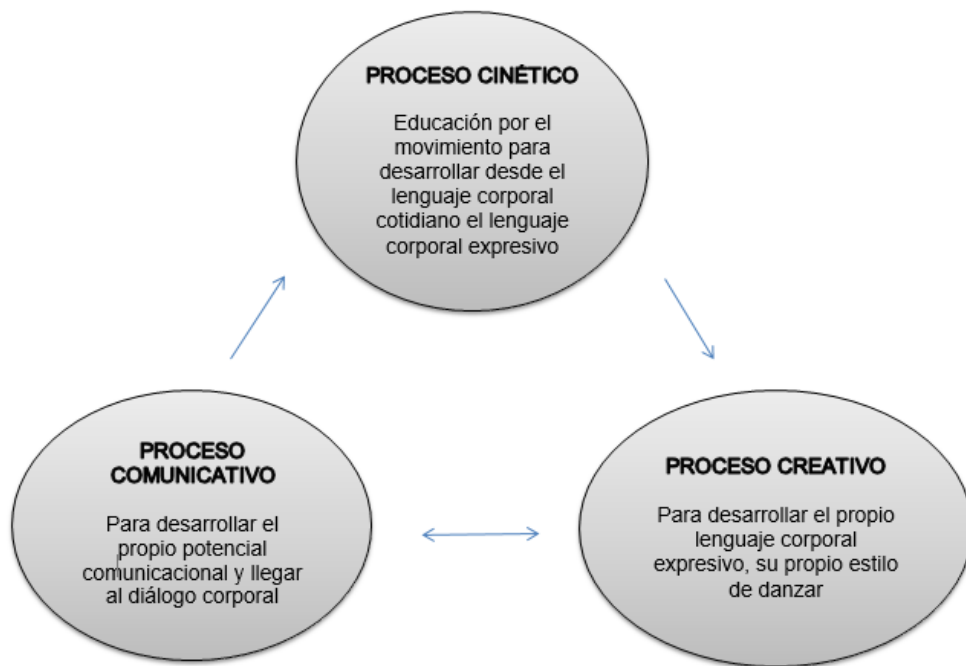 PROCESO CINÉTICO
Educación por el
movimiento para
desarrollar desde el
lenguaje corporal
cotidiano el lenguaje
corporal expresivo
PROCESO
COMUNICATIVO
Para desarrollar el
propio potencial
comunicacional y llegar
al diálogo corporal
PROCESO CREATIVO
Para desarrollar el propio
lenguaje corporal
expresivo, su propio estilo
de danzar